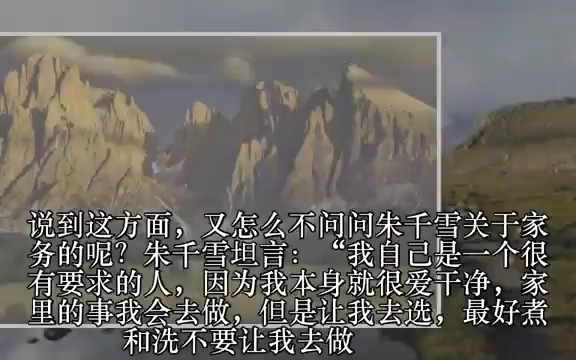 说到这方面，又怎么不问问朱千雪关于家
务的呢？朱千雪坦言：“我自己是一个很
有要求的人，因为我本身就很爱干净，家
里的事我会去做，但是让我去选，最好煮
和洗不要让我去做